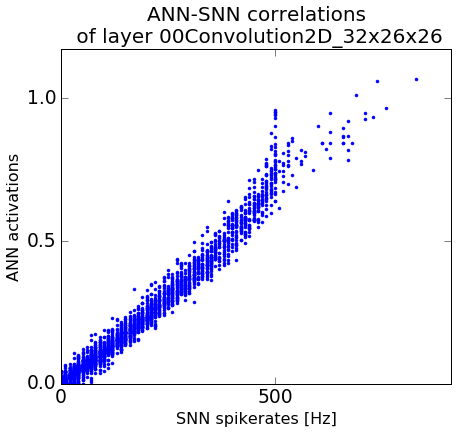 ANN-SNN correlations
of layer 00Convolution2D_32x26x26
1.0
0.5
0.0
ANN activations
0
500
SNN spikerates [Hz]